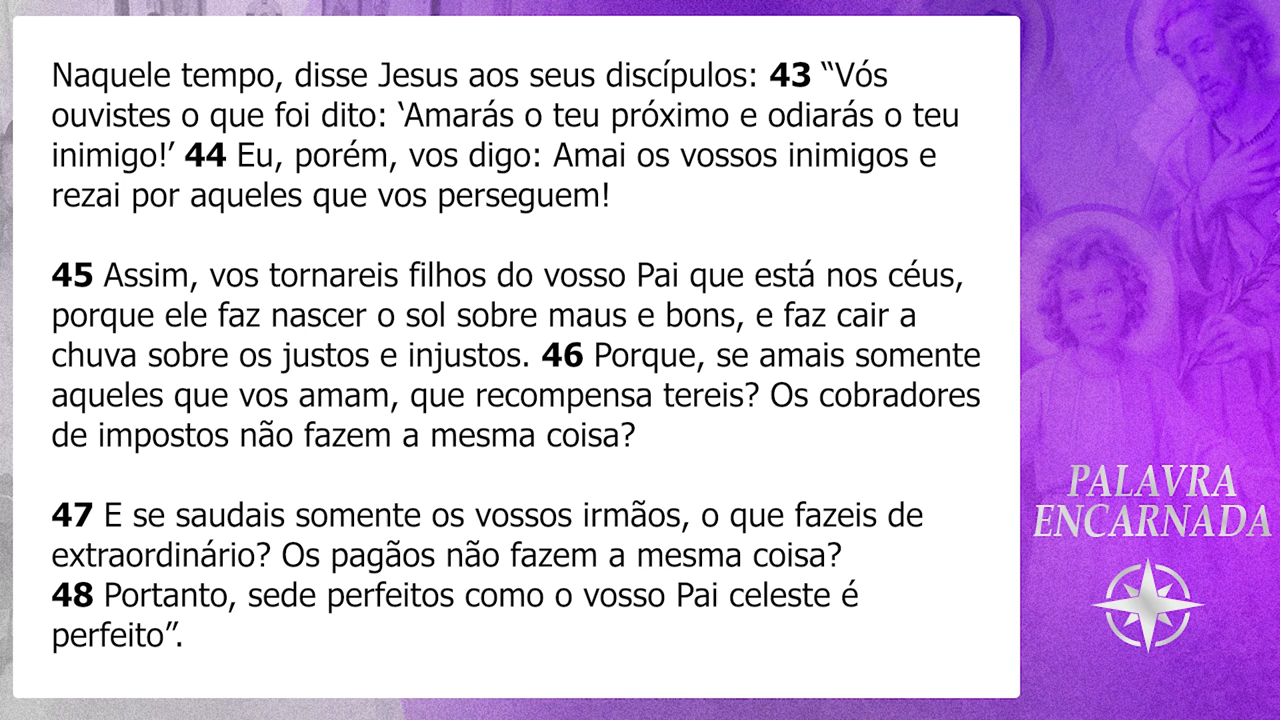 Naquele tempo, disse Jesus aos seus discípulos: 43 “Vós
ouvistes o que foi dito: ‘Amarás o teu próximo e odiarás o teu
inimigo!’ 44 Eu, porém, vos digo: Amai os vossos inimigos e
rezai por aqueles que vos perseguem!
45 Assim, vos tornareis filhos do vosso Pai que está nos céus,
porque ele faz nascer o sol sobre maus e bons, e faz cair a
chuva sobre os justos e injustos. 46 Porque, se amais somente
aqueles que vos amam, que recompensa tereis? Os cobradores
de impostos não fazem a mesma coisa?
47 E se saudais somente os vossos irmãos, o que fazeis de
extraordinário? Os pagãos não fazem a mesma coisa?
48 Portanto, sede perfeitos como o vosso Pai celeste é
perfeito”.
PALAVRA
ENCARNADA